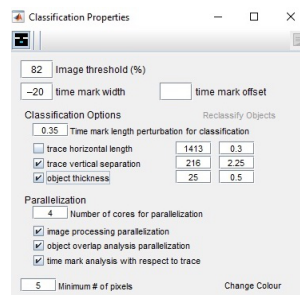 Classification Properties
82 Image threshold (%)
–20 time mark width time mark offset
Classification Options Reclassify Objects
0.35 Time mark length perturbation for classification
trace horizontal length 1413 0.3
trace vertical separation 216 2.25
object thickness 25 0.5
Parallelization
4 Number of cores for parallelization
image processing parallelization
object overlap analysis parallelization
time mark analysis with respect to trace
5 Minimum # of pixels Change Colour